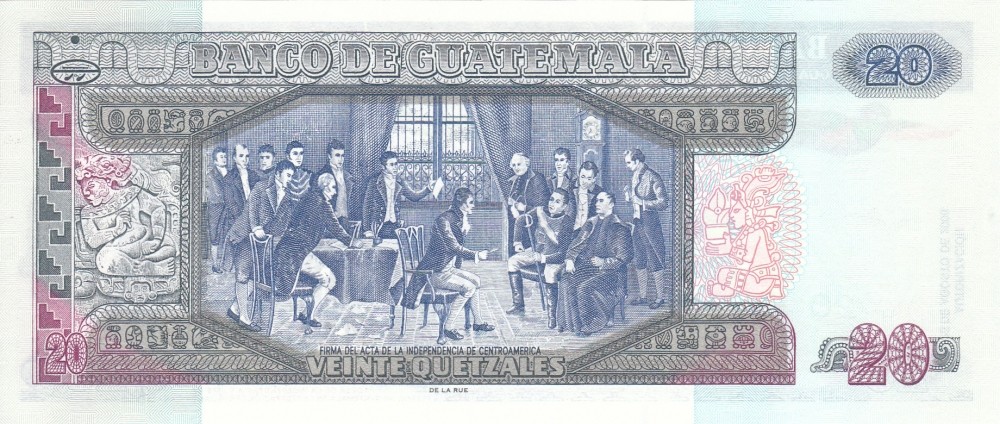 BANCO DE GUATEMALA
20
FIRMA DEL ACTA DE LA INDEPENDENCIA DE CENTROAMERICA
20
VEINTE QUETZALES
20
DE LA RUE